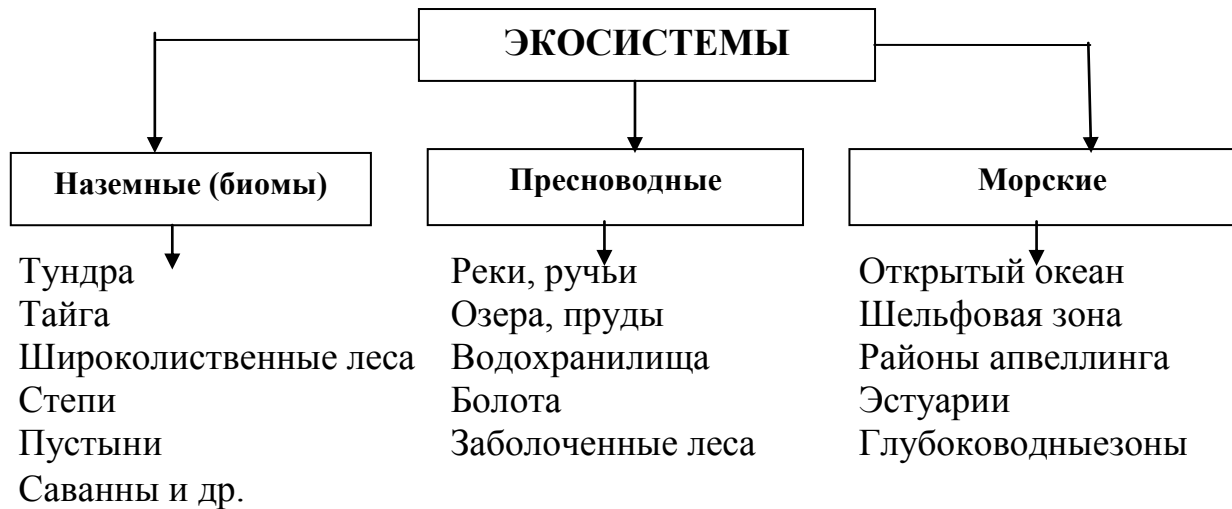 ЭКОСИСТЕМЫ
Наземные (биомы)
Тундра
Тайга
Широколиственные леса
Степи
Пустыни
Саванны и др.
Пресноводные
Реки, ручьи
Озера, пруды
Водохранилища
Болота
Заболоченные леса
Морские
Открытый океан
Шельфовая зона
Районы апвеллинга
Эстуарии
Глубоководныезоны